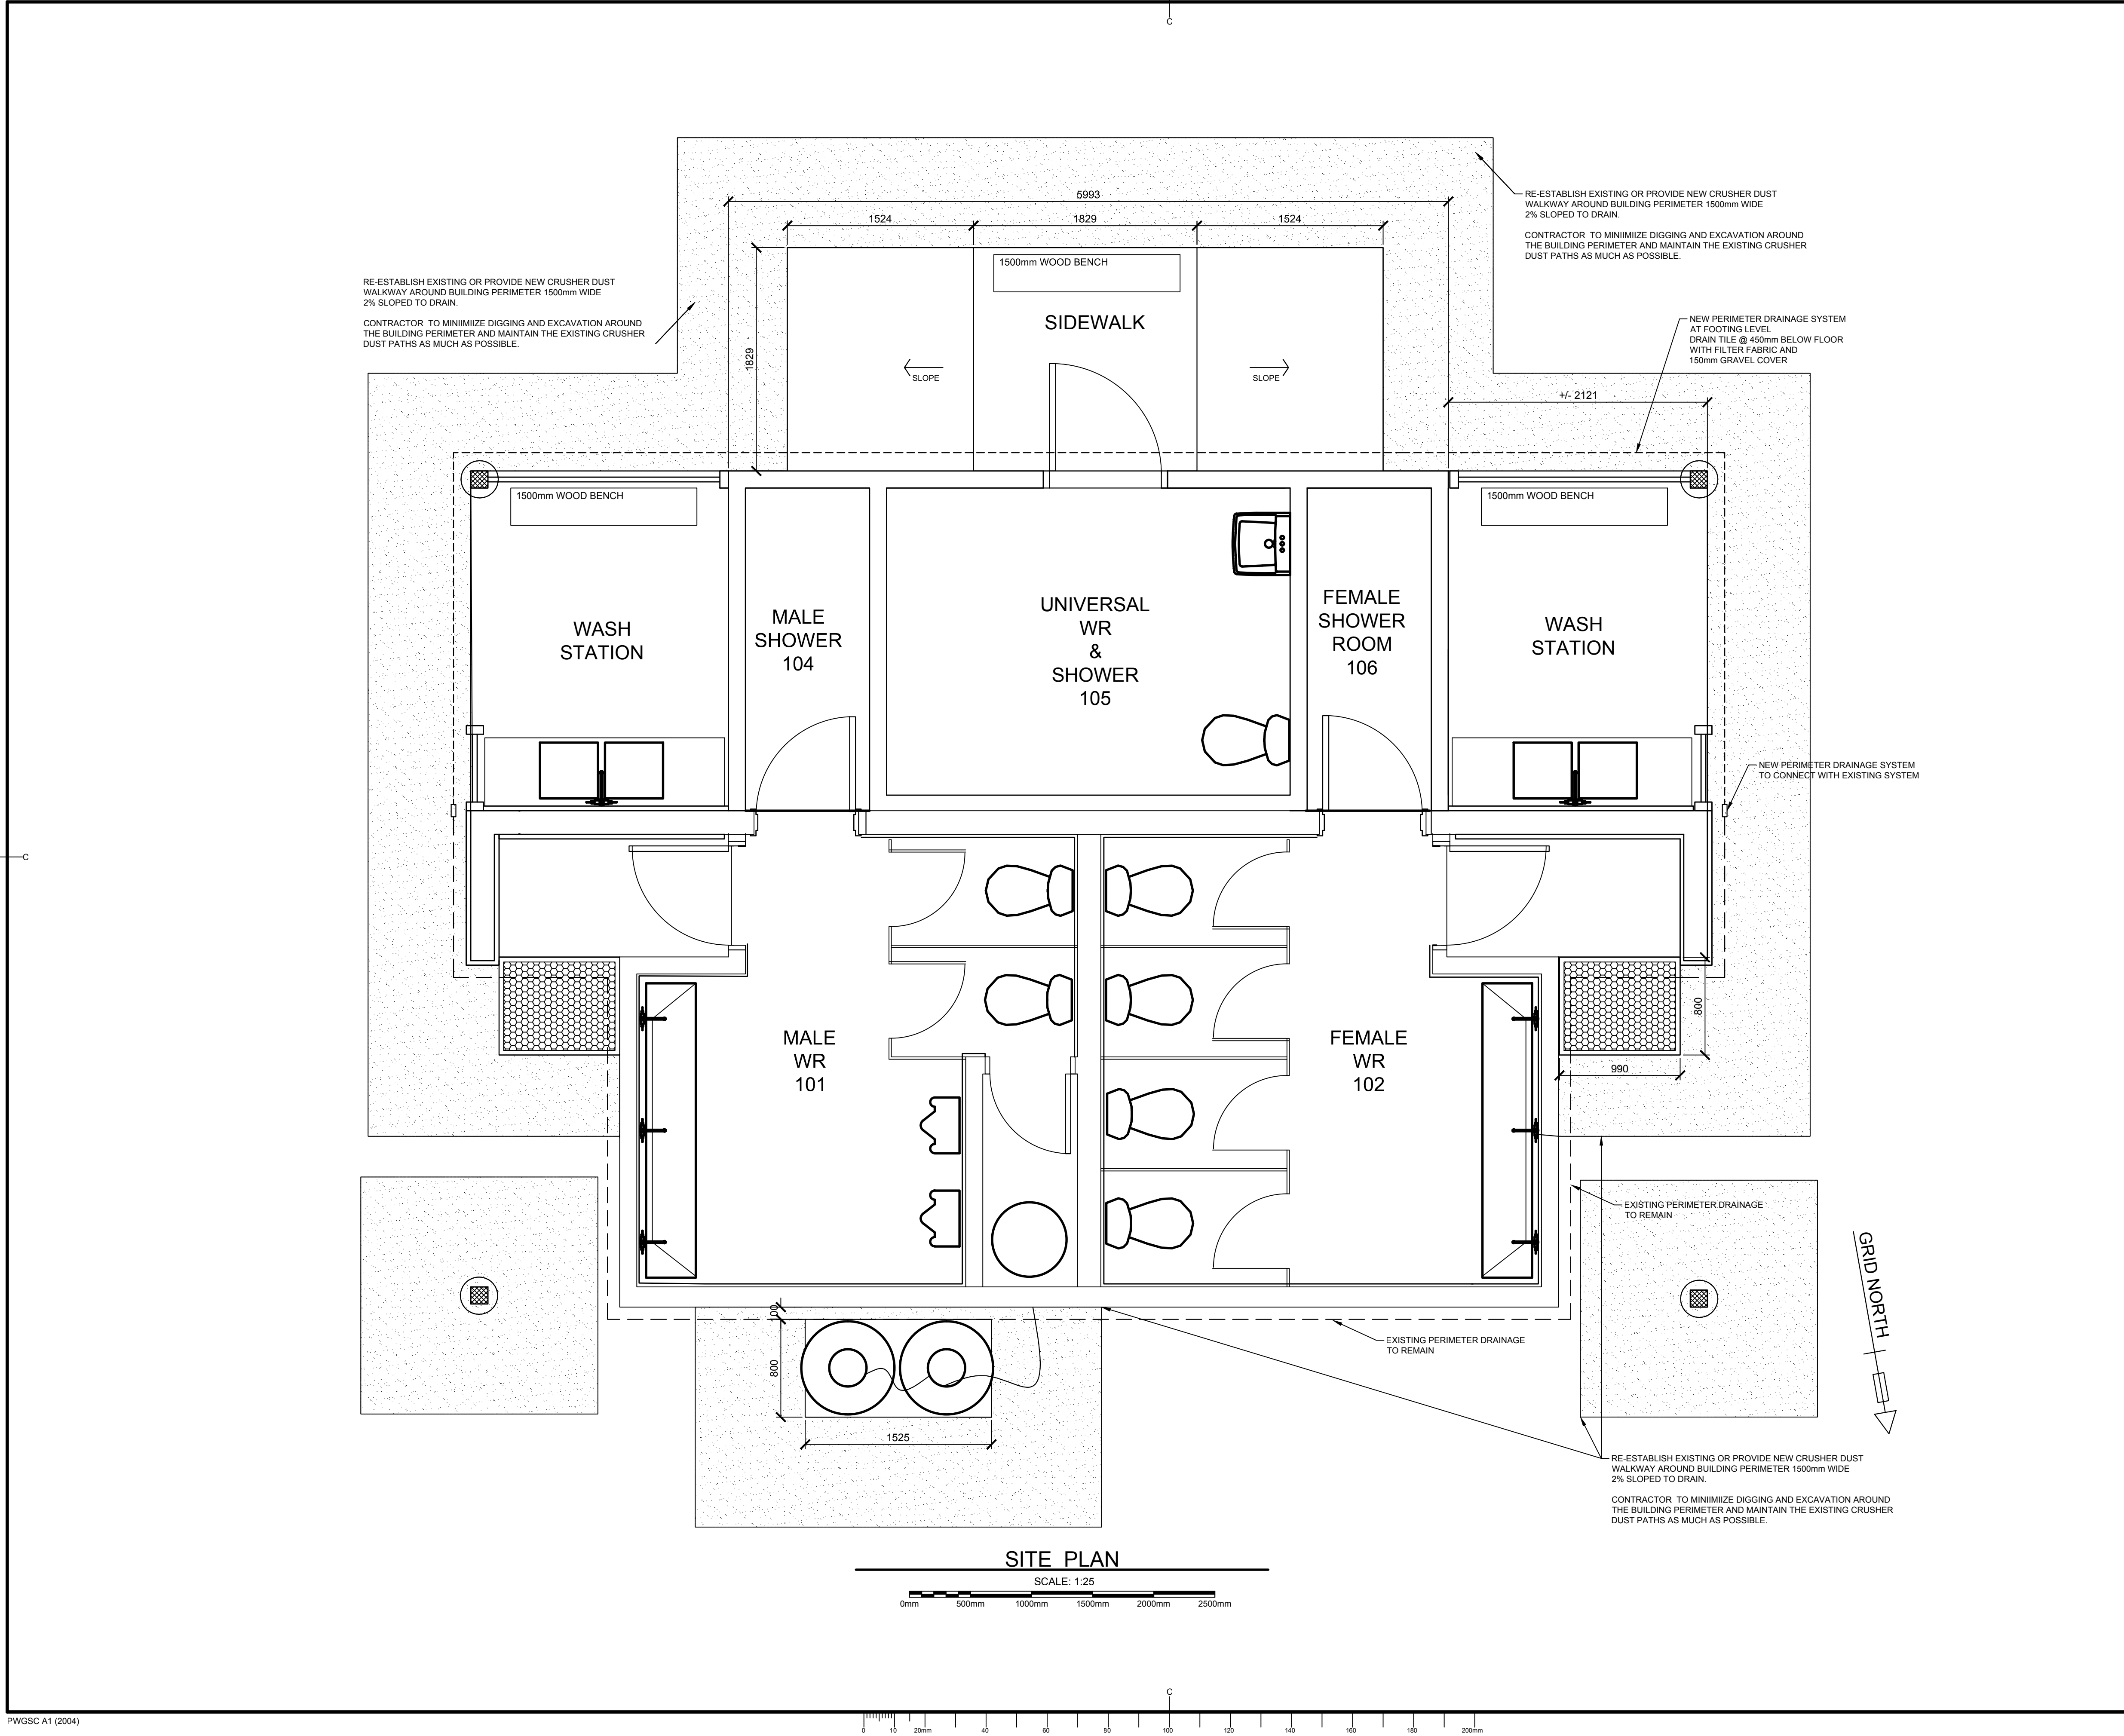 C
5993
1524
1829
1524
1829
1500mm WOOD BENCH
SIDEWALK
SLOPE
SLOPE
RE-ESTABLISH EXISTING OR PROVIDE NEW CRUSHER DUST
WALKWAY AROUND BUILDING PERIMETER 1500mm WIDE
2% SLOPED TO DRAIN.
CONTRACTOR TO MINIIMIIZE DIGGING AND EXCAVATION AROUND
THE BUILDING PERIMETER AND MAINTAIN THE EXISTING CRUSHER
DUST PATHS AS MUCH AS POSSIBLE.
RE-ESTABLISH EXISTING OR PROVIDE NEW CRUSHER DUST
WALKWAY AROUND BUILDING PERIMETER 1500mm WIDE
2% SLOPED TO DRAIN.
CONTRACTOR TO MINIIMIIZE DIGGING AND EXCAVATION AROUND
THE BUILDING PERIMETER AND MAINTAIN THE EXISTING CRUSHER
DUST PATHS AS MUCH AS POSSIBLE.
NEW PERIMETER DRAINAGE SYSTEM
AT FOOTING LEVEL
DRAIN TILE @ 450mm BELOW FLOOR
WITH FILTER FABRIC AND
150mm GRAVEL COVER
+/- 2121
1500mm WOOD BENCH
1500mm WOOD BENCH
WASH
STATION
MALE
SHOWER
104
UNIVERSAL
WR
&
SHOWER
105
FEMALE
SHOWER
ROOM
106
WASH
STATION
NEW PERIMETER DRAINAGE SYSTEM
TO CONNECT WITH EXISTING SYSTEM
C
MALE
WR
101
FEMALE
WR
102
800
990
EXISTING PERIMETER DRAINAGE
TO REMAIN
GRID NORTH
100
800
1525
EXISTING PERIMETER DRAINAGE
TO REMAIN
RE-ESTABLISH EXISTING OR PROVIDE NEW CRUSHER DUST
WALKWAY AROUND BUILDING PERIMETER 1500mm WIDE
2% SLOPED TO DRAIN.
CONTRACTOR TO MINIIMIIZE DIGGING AND EXCAVATION AROUND
THE BUILDING PERIMETER AND MAINTAIN THE EXISTING CRUSHER
DUST PATHS AS MUCH AS POSSIBLE.
SITE PLAN
SCALE: 1:25
0mm 500mm 1000mm 1500mm 2000mm 2500mm
C
PWGSC A1 (2004)
0 10 20mm 40 60 80 100 120 140 160 180 200mm